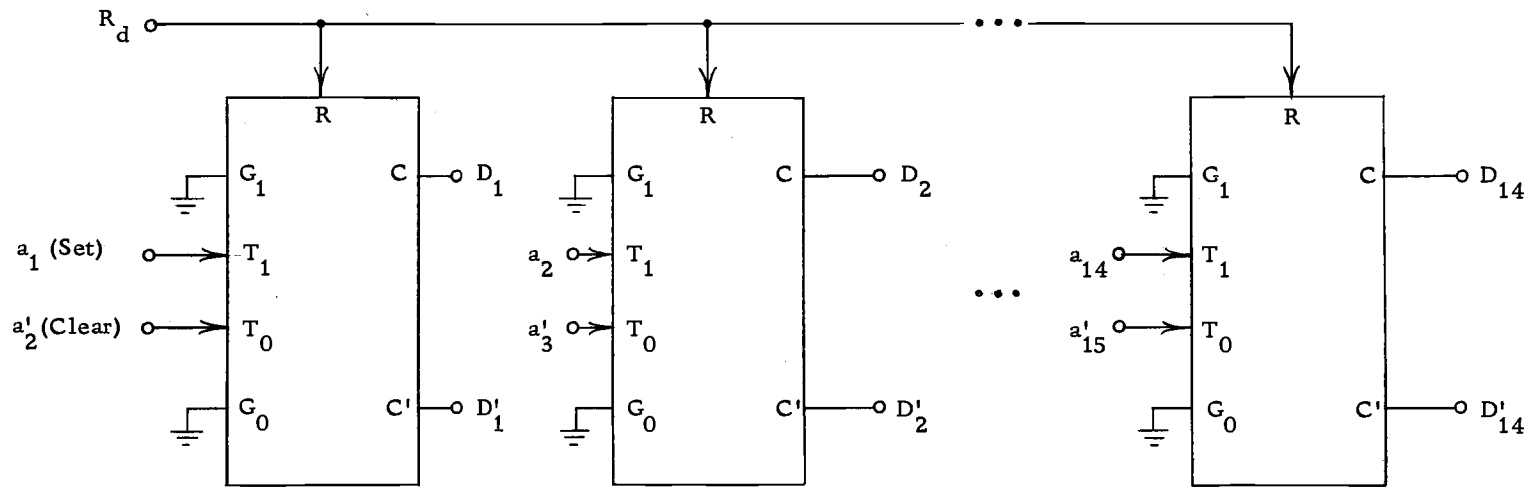 R_d
R R R
G_1 C D_1 G_1 C D_2 G_1 C D_14
a_1 (Set) T_1 a_2 T_1 a_14 T_1
a'_2 (Clear) T_0 a'_3 T_0 a'_15 T_0
G_0 C' D'_1 G_0 C' D'_2 G_0 C' D'_14